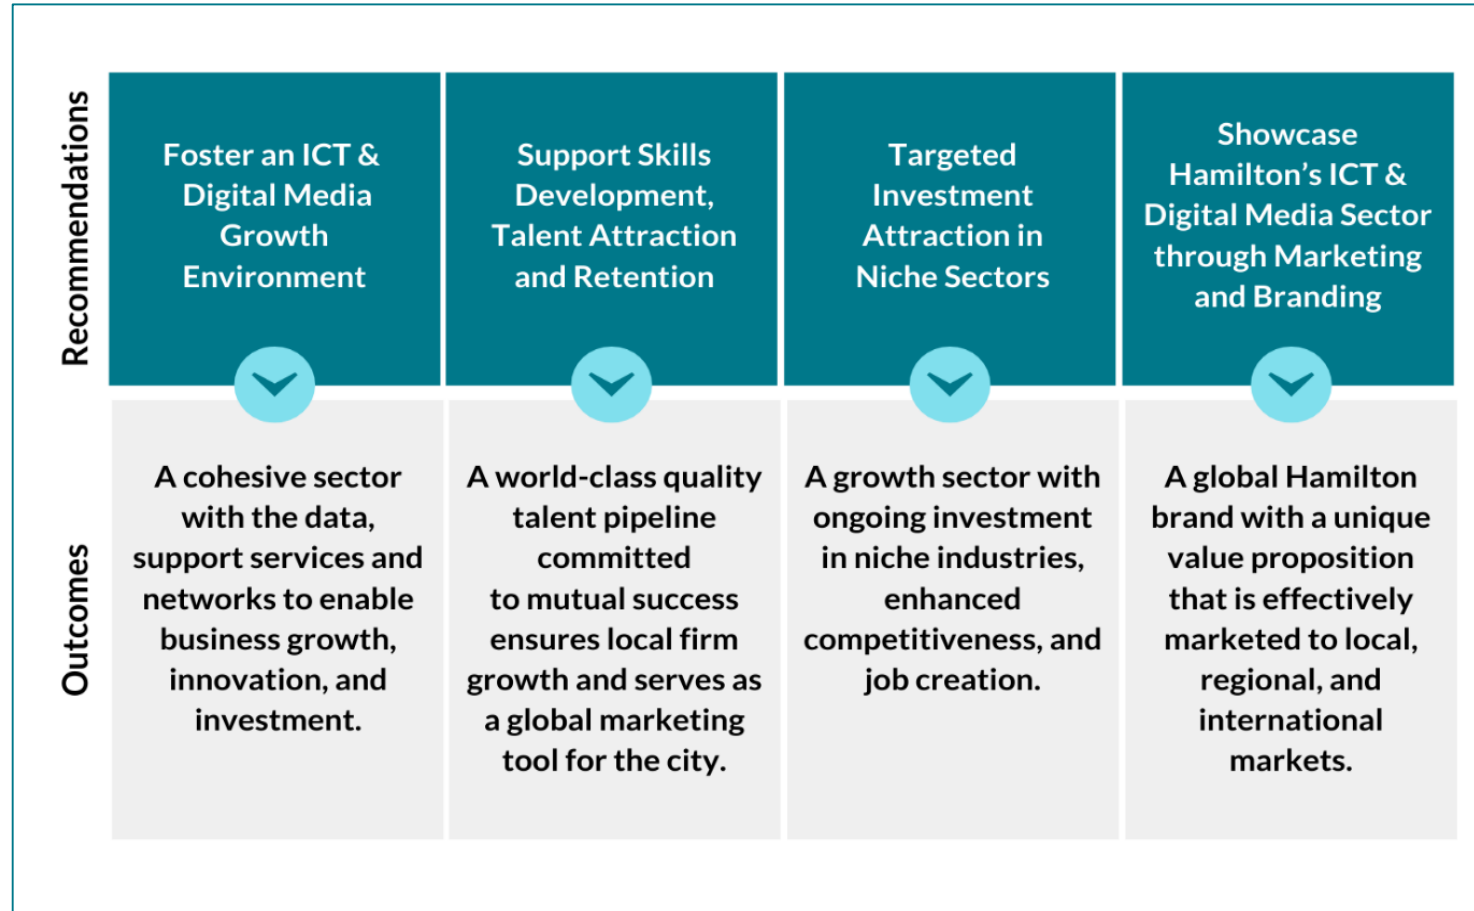 Recommendations
Foster an ICT &
Digital Media
Growth
Environment
Support Skills
Development,
Talent Attraction
and Retention
Targeted
Investment
Attraction in
Niche Sectors
Showcase
Hamilton’s ICT &
Digital Media Sector
through Marketing
and Branding
Outcomes
A cohesive sector
with the data,
support services and
networks to enable
business growth,
innovation, and
investment.
A world-class quality
talent pipeline
committed
to mutual success
ensures local firm
growth and serves as
a global marketing
tool for the city.
A growth sector with
ongoing investment
in niche industries,
enhanced
competitiveness, and
job creation.
A global Hamilton
brand with a unique
value proposition
that is effectively
marketed to local,
regional, and
international
markets.